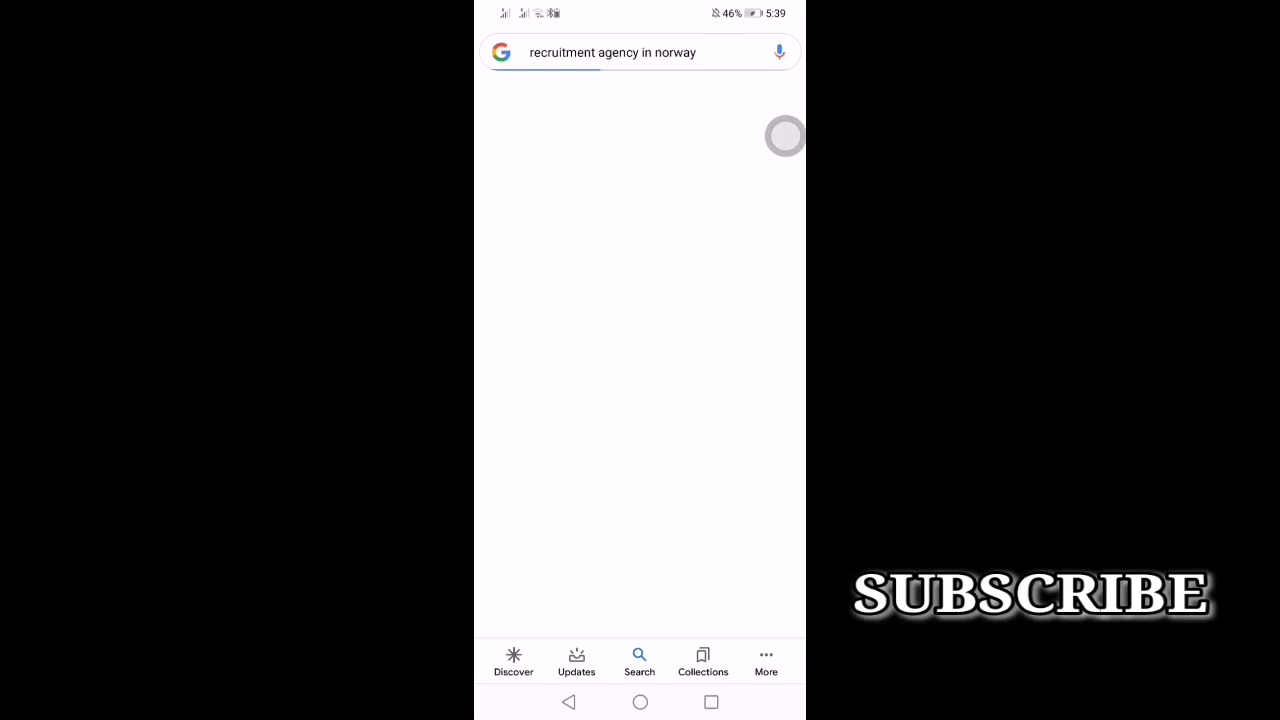 46% 5:39
recruitment agency in norway
SUBSCRIBE
Discover Updates Search Collections More